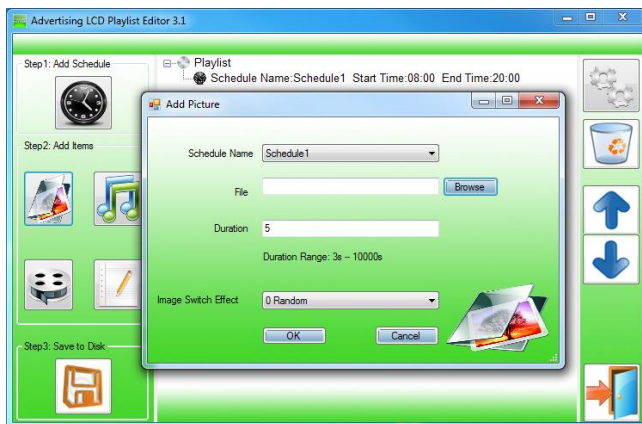 Advertising LCD Playlist Editor 3.1
Step1: Add Schedule
Playlist
Schedule Name:Schedule1 Start Time:08:00 End Time:20:00
Add Picture
Step2: Add Items
Schedule Name Schedule1
File Browse
Duration 5
Duration Range: 3s -- 10000s
Image Switch Effect 0 Random
OK Cancel
Step3: Save to Disk